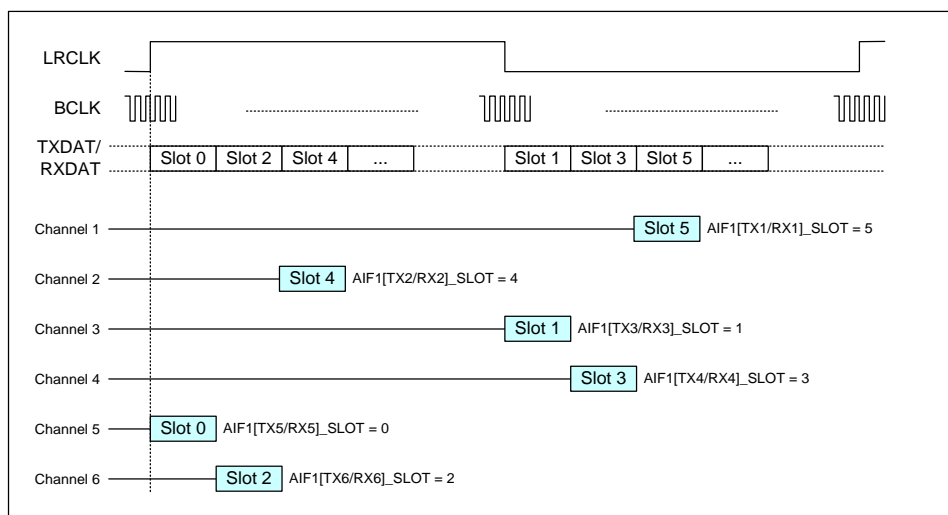 LRCLK
BCLK
TXDAT/
RXDAT
Slot 0 Slot 2 Slot 4 ... Slot 1 Slot 3 Slot 5 ...
Channel 1 Slot 5 AIF1[TX1/RX1]_SLOT = 5
Channel 2 Slot 4 AIF1[TX2/RX2]_SLOT = 4
Channel 3 Slot 1 AIF1[TX3/RX3]_SLOT = 1
Channel 4 Slot 3 AIF1[TX4/RX4]_SLOT = 3
Channel 5 Slot 0 AIF1[TX5/RX5]_SLOT = 0
Channel 6 Slot 2 AIF1[TX6/RX6]_SLOT = 2